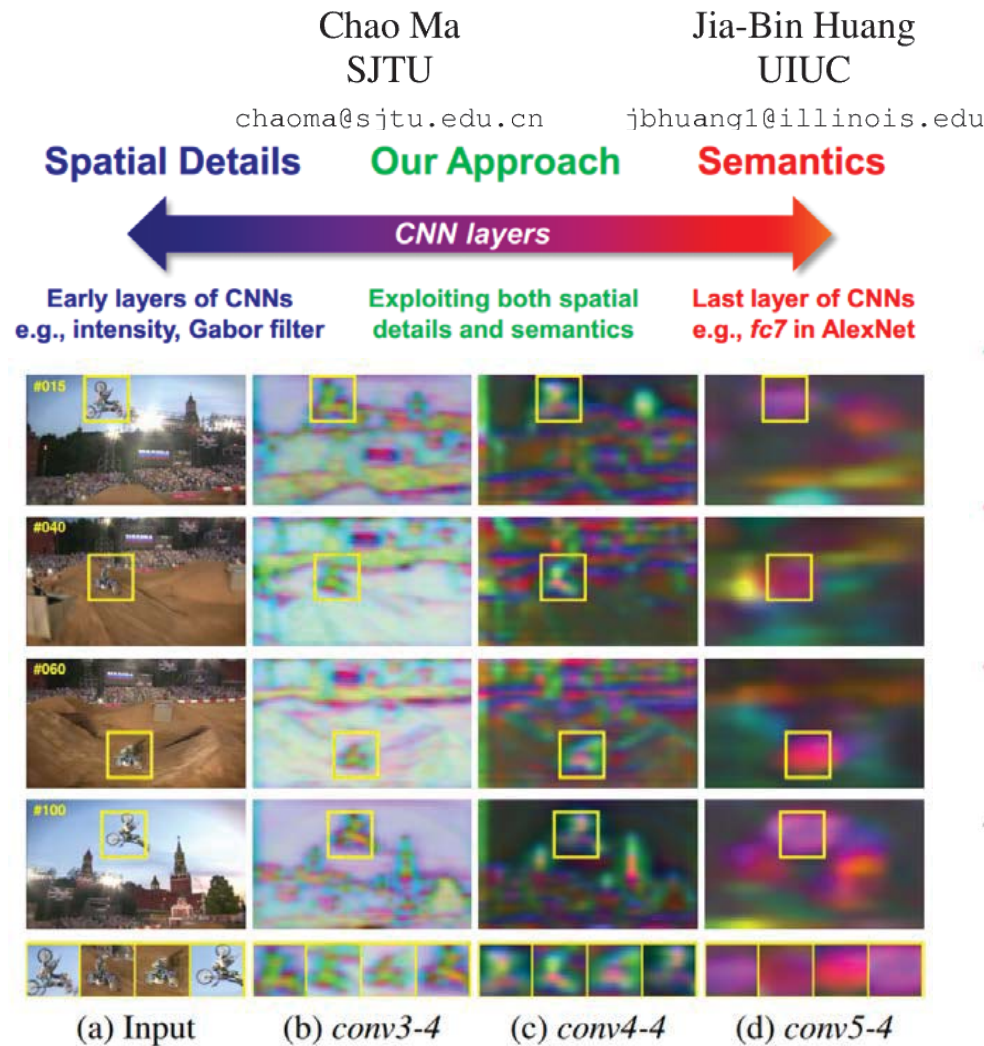 Chao Ma
SJTU
chaoma@sjtu.edu.cn
Jia-Bin Huang
UIUC
jbhuang1@illinois.edu
Spatial Details
Our Approach
Semantics
CNN layers
Early layers of CNNs
e.g., intensity, Gabor filter
Exploiting both spatial
details and semantics
Last layer of CNNs
e.g., fc7 in AlexNet
#015
#040
#060
#100
(a) Input
(b) conv3-4
(c) conv4-4
(d) conv5-4